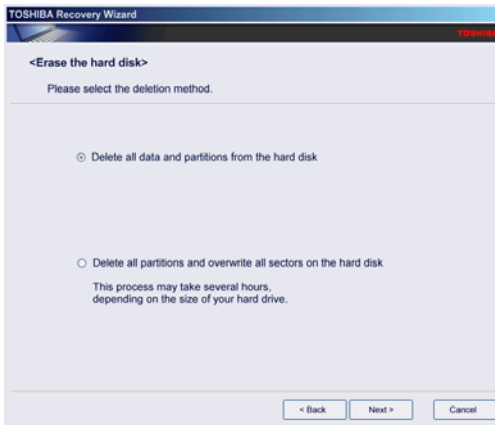 TOSHIBA Recovery Wizard
TOSHIBA
<Erase the hard disk>
Please select the deletion method.
Delete all data and partitions from the hard disk
Delete all partitions and overwrite all sectors on the hard disk
This process may take several hours,
depending on the size of your hard drive.
< Back Next > Cancel